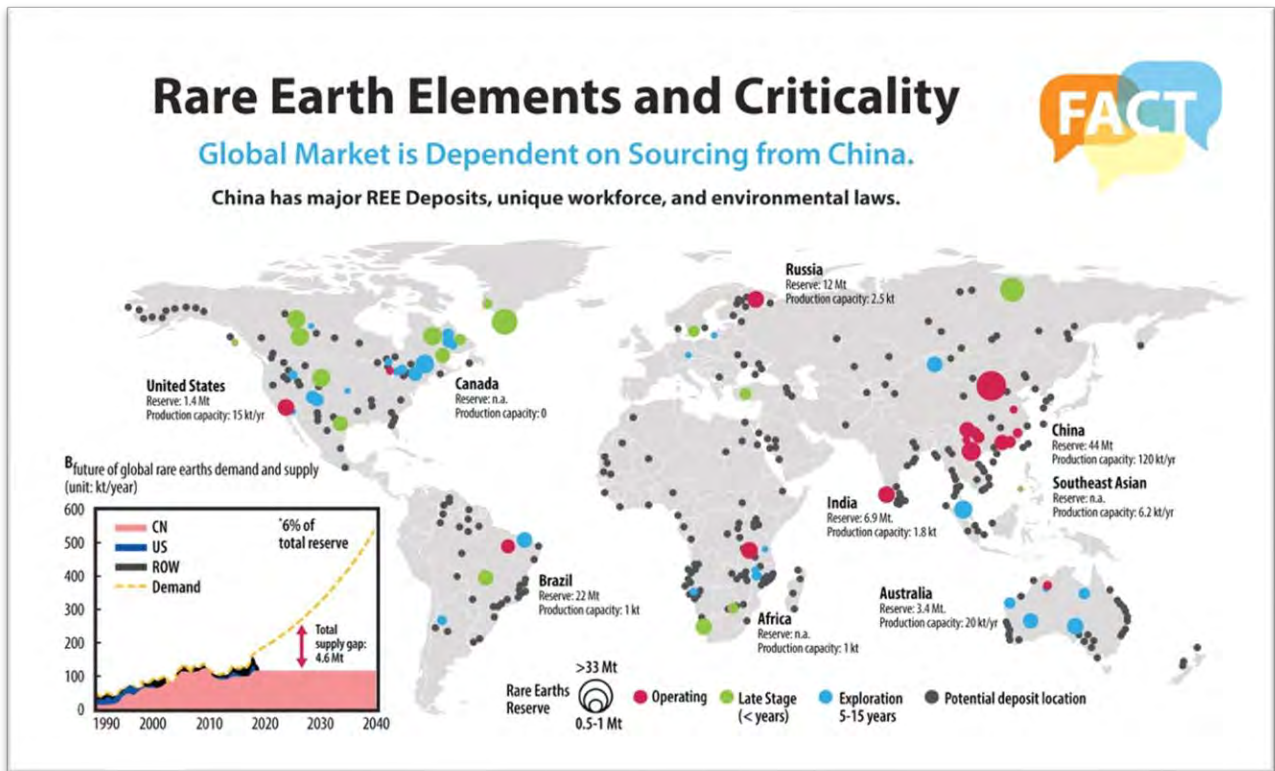 Rare Earth Elements and Criticality
FACT
Global Market is Dependent on Sourcing from China.
China has major REE Deposits, unique workforce, and environmental laws.
Russia
Reserve: 12 Mt
Production capacity: 2.5 kt
United States
Reserve: 1.4 Mt
Production capacity: 15 kt/yr
Canada
Reserve: n.a.
Production capacity: 0
China
Reserve: 44 Mt
Production capacity: 120 kt/yr
Southeast Asian
Reserve: n.a.
Production capacity: 6.2 kt/yr
India
Reserve: 6.9 Mt.
Production capacity: 1.8 kt
Brazil
Reserve: 22 Mt
Production capacity: 1 kt
Africa
Reserve: n.a.
Production capacity: 1 kt
Australia
Reserve: 3.4 Mt.
Production capacity: 20 kt/yr
B future of global rare earths demand and supply
(unit: kt/year)
600
500
400
300
200
100
0
CN
US
ROW
Demand
*6% of
total reserve
Total
supply gap:
4.6 Mt
1990 2000 2010 2020 2030 2040
>33 Mt
Rare Earths
Reserve
0.5-1 Mt
Operating
Late Stage
(< years)
Exploration
5-15 years
Potential deposit location